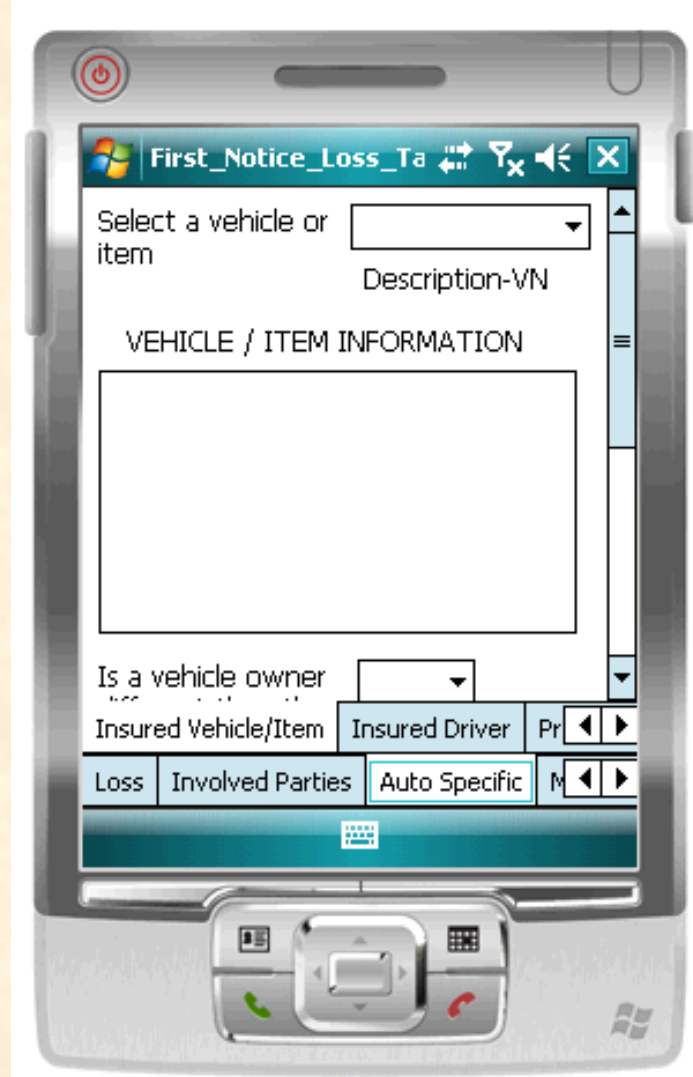 First_Notice_Loss_Ta
Select a vehicle or
item
Description-VN
VEHICLE / ITEM INFORMATION
Is a vehicle owner
Insured Vehicle/Item Insured Driver Pr
Loss Involved Parties Auto Specific M